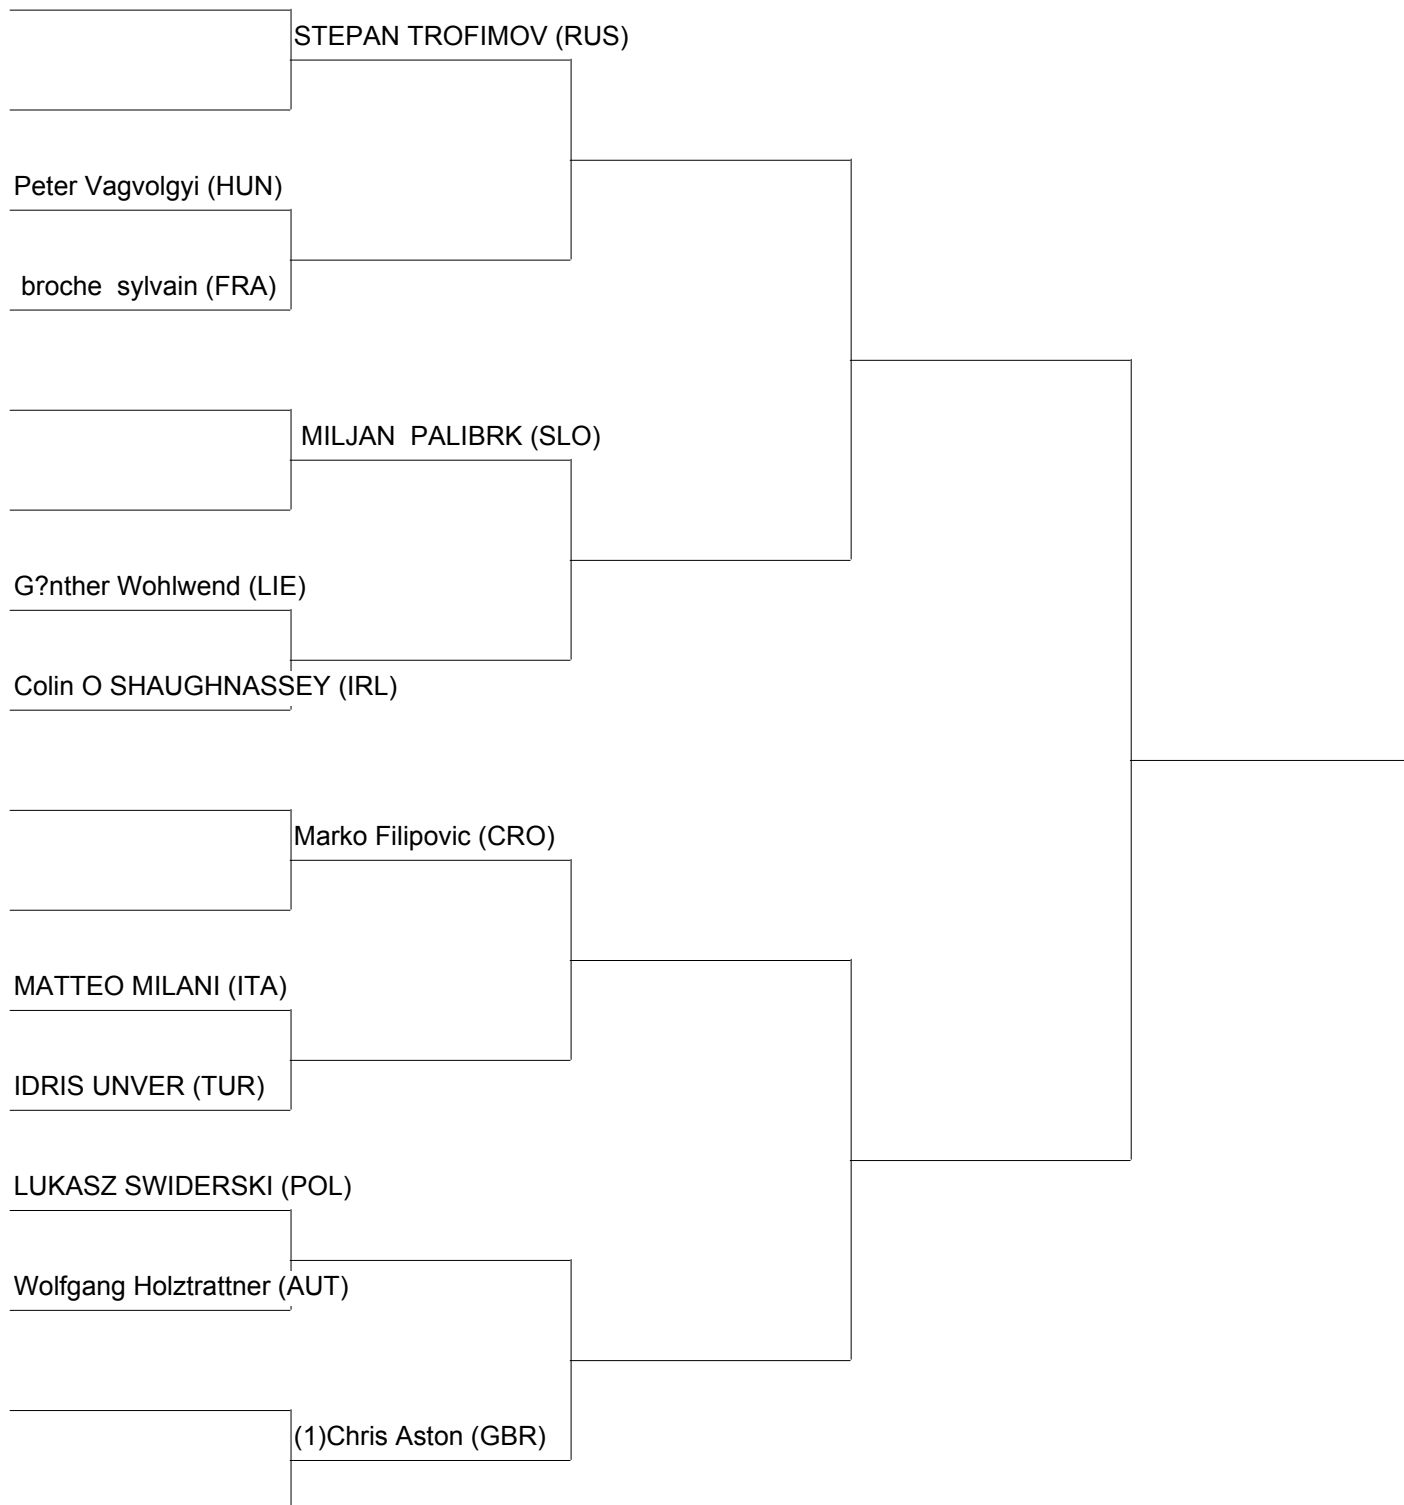 STEPAN TROFIMOV (RUS)
Peter Vagvolgyi (HUN)
broche  sylvain (FRA)
MILJAN  PALIBRK (SLO)
G?nther Wohlwend (LIE)
Colin O SHAUGHNASSEY (IRL)
Marko Filipovic (CRO)
MATTEO MILANI (ITA)
IDRIS UNVER (TUR)
LUKASZ SWIDERSKI (POL)
Wolfgang Holztrattner (AUT)
(1)Chris Aston (GBR)